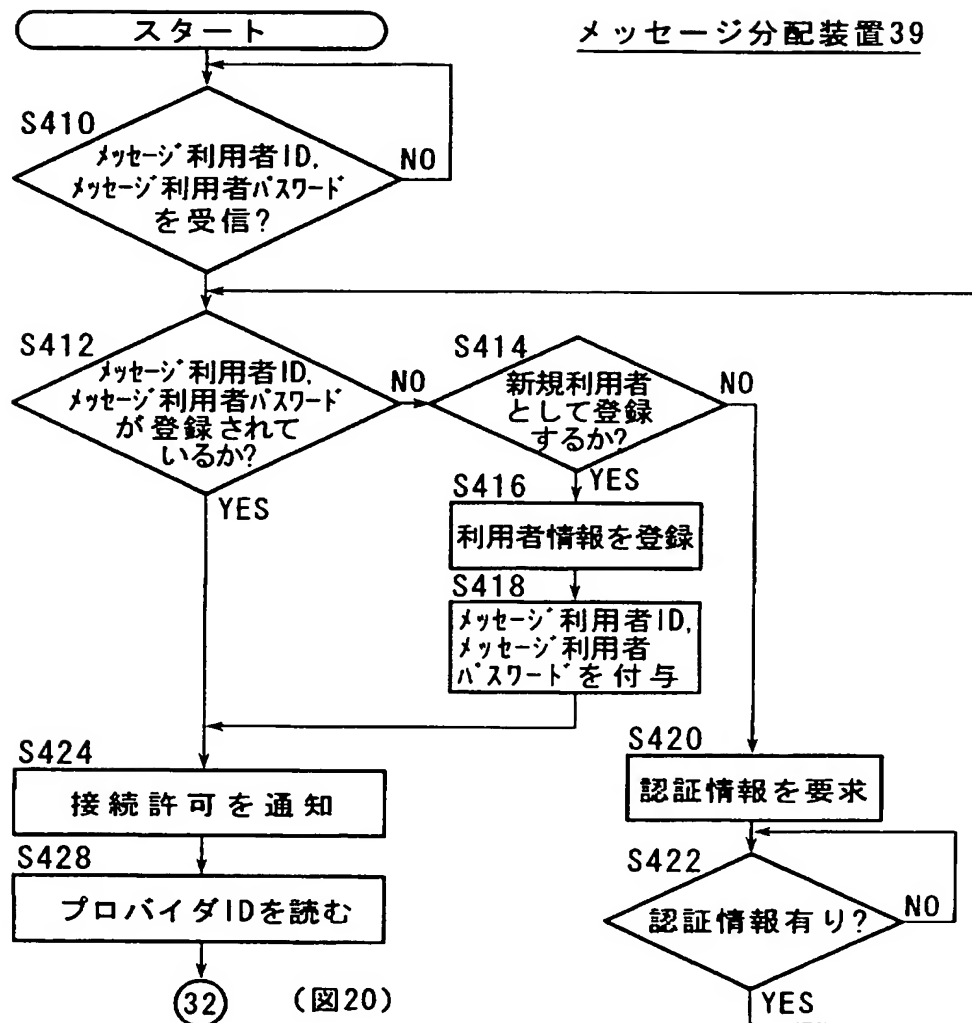 スタート
メッセージ分配装置39
S410
メッセージ利用者ID,
メッセージ利用者パスワード
を受信?
NO
S412
メッセージ利用者ID,
メッセージ利用者パスワード
が登録されて
いるか?
NO
YES
S414
新規利用者
として登録
するか?
NO
YES
S416
利用者情報を登録
S418
メッセージ利用者ID,
メッセージ利用者
パスワードを付与
S420
認証情報を要求
S422
認証情報有り?
NO
YES
S424
接続許可を通知
S428
プロバイダIDを読む
32 (図20)